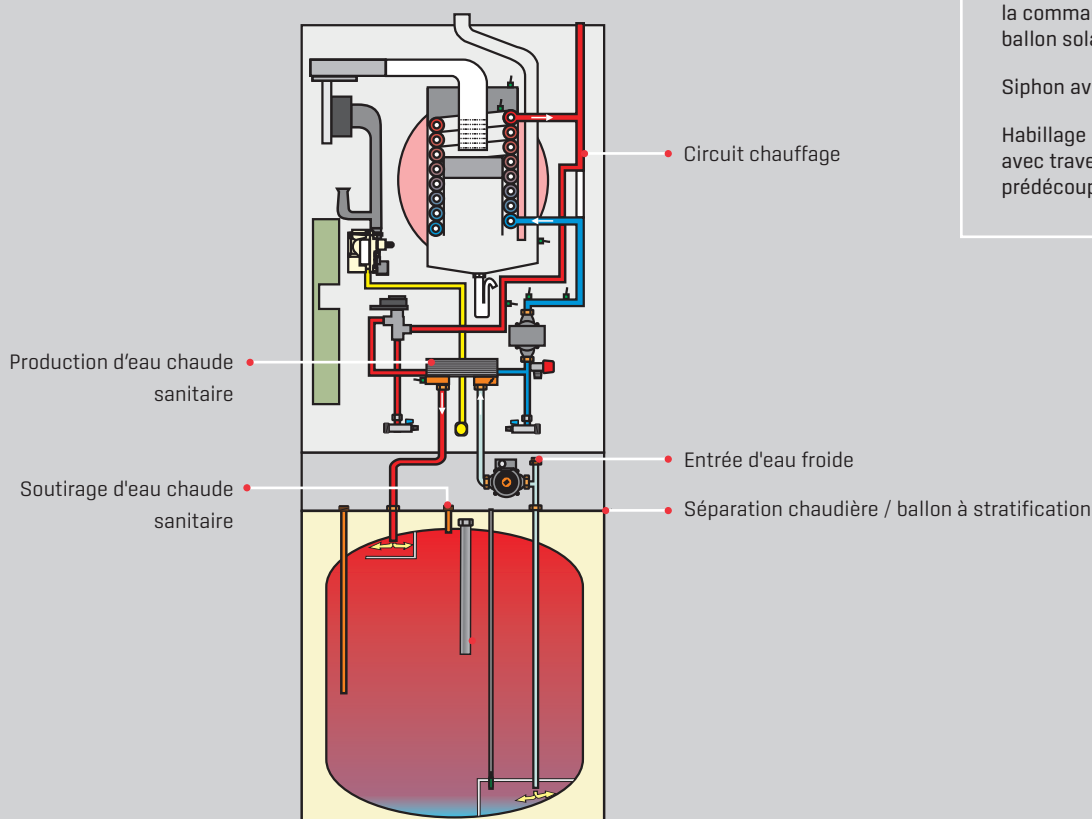 la comma
ballon sola
Siphon av
Habillage
avec trave
prédécoup
Circuit chauffage
Production d'eau chaude
sanitaire
Entrée d'eau froide
Soutirage d'eau chaude
sanitaire
Séparation chaudière / ballon à stratification